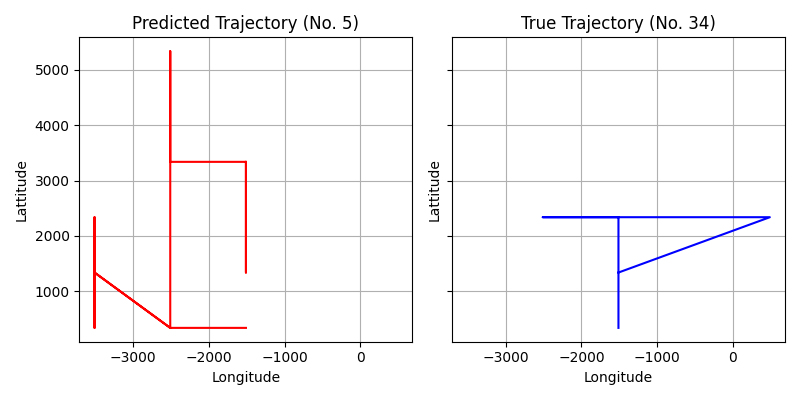 Predicted Trajectory (No. 5)
True Trajectory (No. 34)
Lattitude
5000
4000
3000
2000
1000
−3000
−2000
−1000
0
Longitude
Lattitude
−3000
−2000
−1000
0
Longitude